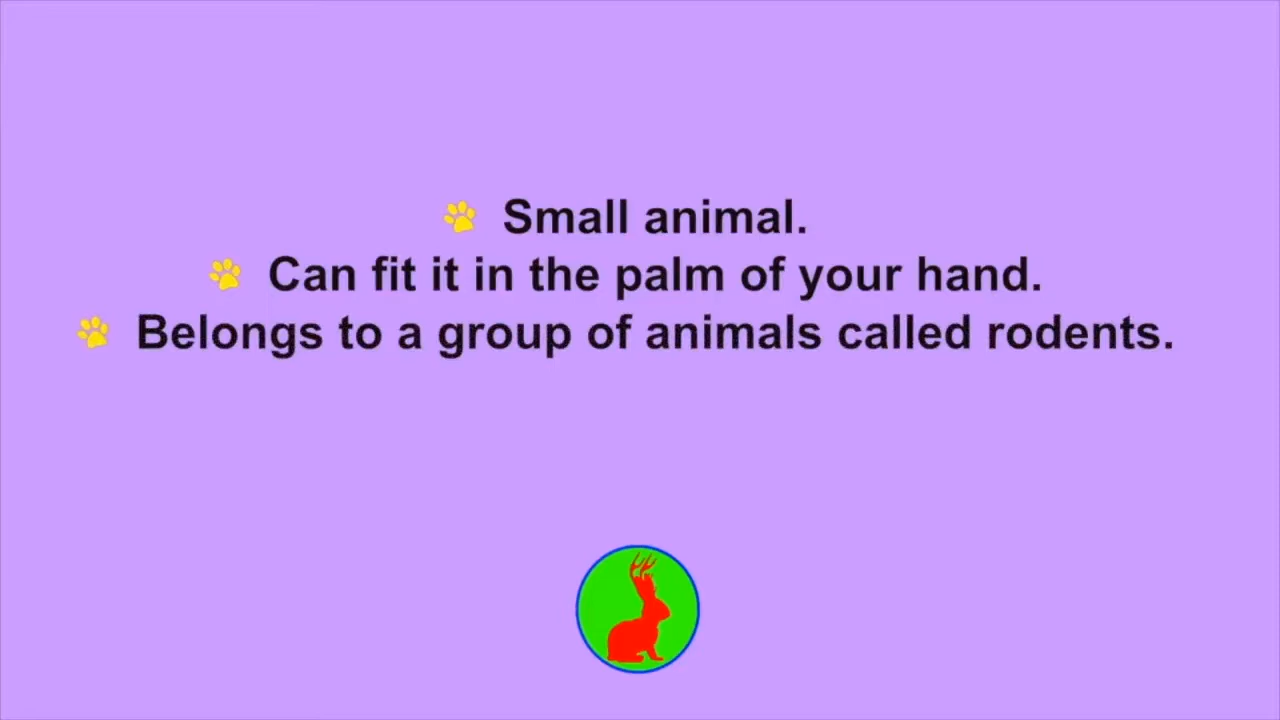 Small animal.
Can fit it in the palm of your hand.
Belongs to a group of animals called rodents.